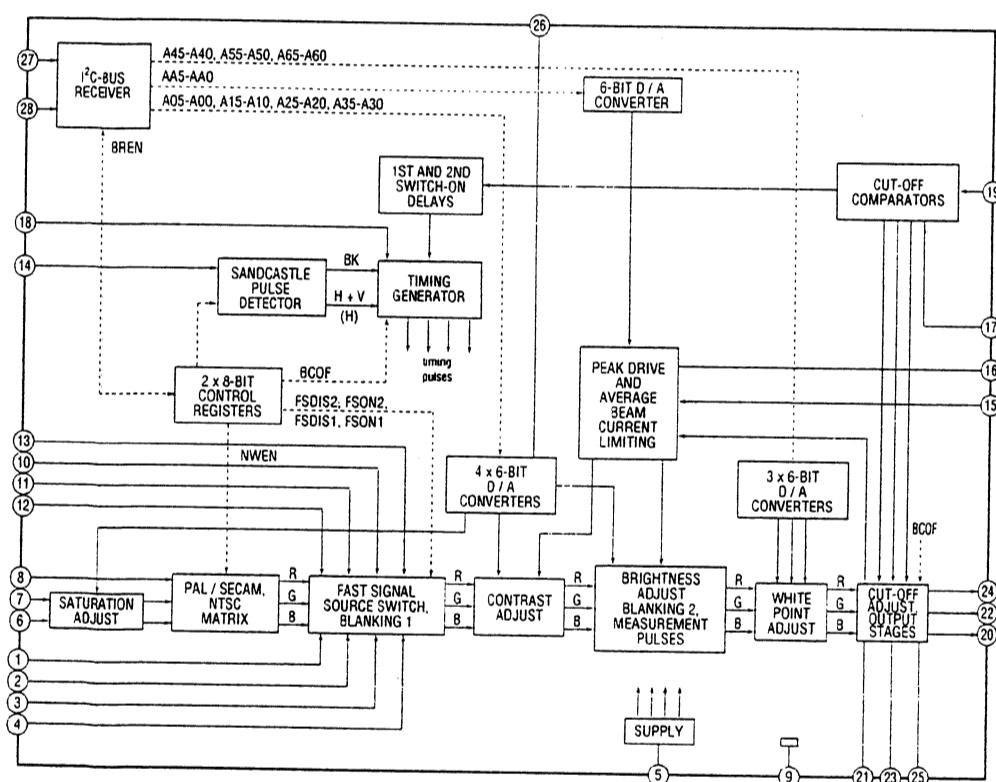 26
27
I²C-BUS
RECEIVER
A45-A40, A55-A50, A65-A60
AA5-AA0
A05-A00, A15-A10, A25-A20, A35-A30
28
BREN
6-BIT D / A
CONVERTER
1ST AND 2ND
SWITCH-ON
DELAYS
CUT-OFF
COMPARATORS
19
18
14
SANDCASTLE
PULSE
DETECTOR
BK
H + V
(H)
TIMING
GENERATOR
timing
pulses
17
16
15
PEAK DRIVE
AND
AVERAGE
BEAM
CURRENT
LIMITING
2 x 8-BIT
CONTROL
REGISTERS
BCOF
FSDIS2, FSON2,
FSDIS1, FSON1
13
10
11
12
NWEN
4 x 6-BIT
D / A
CONVERTERS
3 x 6-BIT
D / A
CONVERTERS
BCOF
8
7
6
SATURATION
ADJUST
PAL / SECAM,
NTSC
MATRIX
R
G
B
FAST SIGNAL
SOURCE SWITCH,
BLANKING 1
R
G
B
CONTRAST
ADJUST
R
G
B
BRIGHTNESS
ADJUST
BLANKING 2,
MEASUREMENT
PULSES
R
G
B
WHITE
POINT
ADJUST
R
G
B
CUT-OFF
ADJUST
OUTPUT
STAGES
24
22
20
1
2
3
4
SUPPLY
5
9
21
23
25